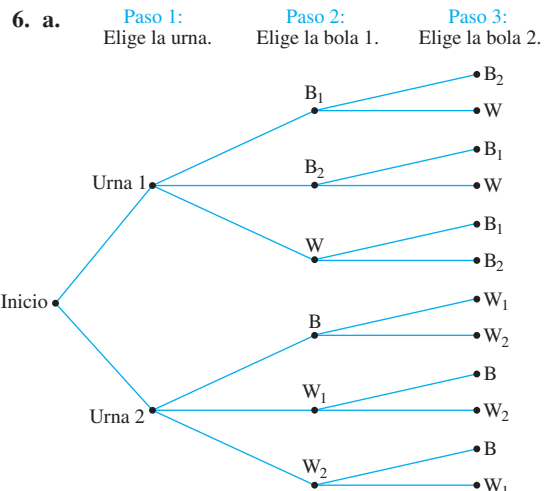 6. a. Paso 1: Paso 2: Paso 3:
Elige la urna. Elige la bola 1. Elige la bola 2.
B₂
B₁
W
B₁
Urna 1
B₂
W
W
B₁
B₂
Inicio
W₁
B
W₂
B
W₁
Urna 2
W₂
B
W₂
W₁